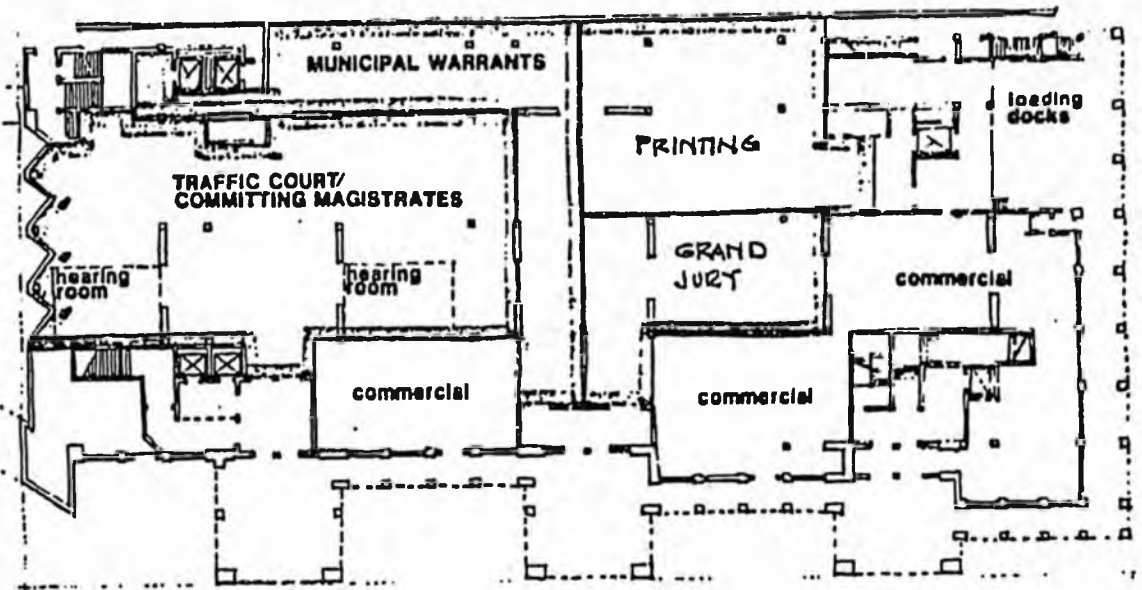 MUNICIPAL WARRANTS
loading
docks
PRINTING
TRAFFIC COURT/
COMMITTING MAGISTRATES
GRAND
JURY
hearing
room
hearing
room
commercial
commercial
commercial